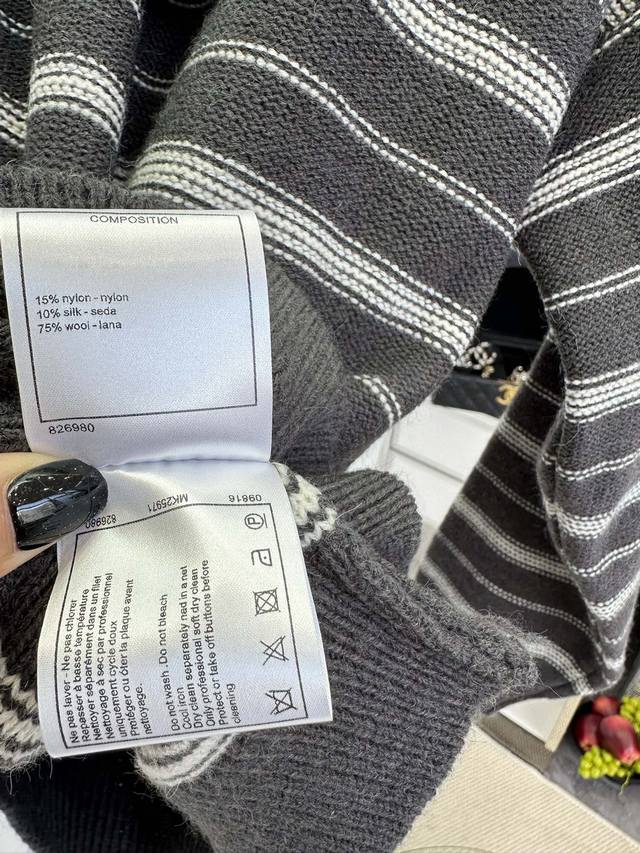 COMPOSITION
15% nylon - nylon
10% silk - seda
75% wool - lana
826980
826980
MK25971
09816
Ne pas laver - Ne pas chlorer
Repasser à basse température
Nettoyer séparément dans un filet
Nettoyage à sec par professionnel
uniquement cycle doux
Protéger ou ôter la plaque avant
nettoyage.
Do not wash . Do not bleach
Cool iron
Dry clean separately nad in a net
Only professional soft dry clean
Protect or take off buttons before
cleaning
P